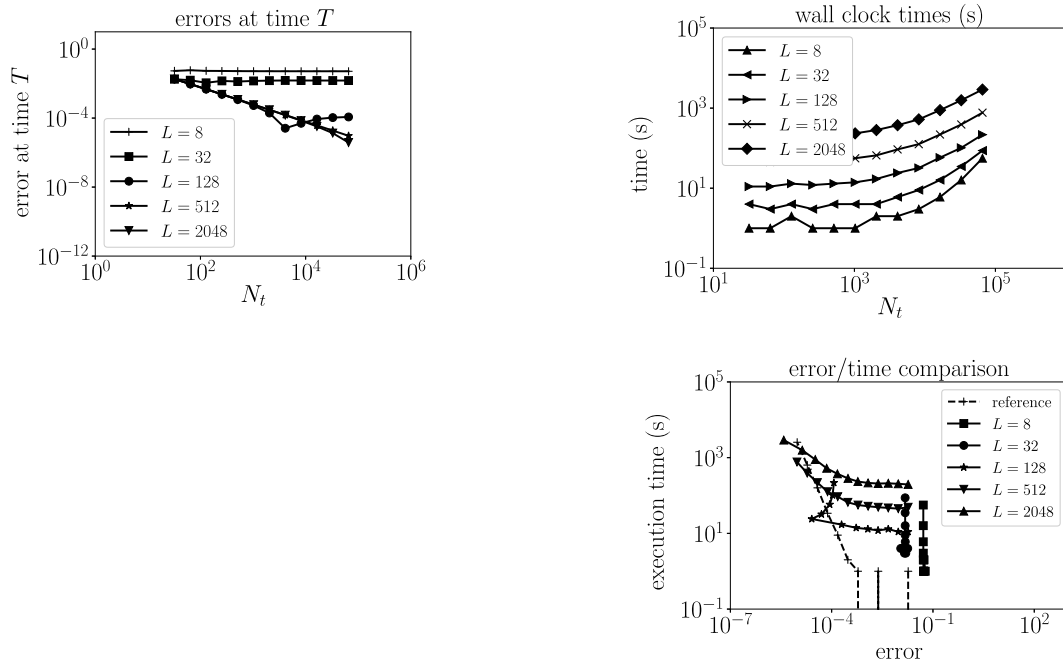 errors at time T
10^0
10^{-4}
10^{-8}
10^{-12}
error at time T
L = 8
L = 32
L = 128
L = 512
L = 2048
10^0
10^2
10^4
10^6
N_t
wall clock times (s)
10^5
10^3
10^1
10^{-1}
time (s)
L = 8
L = 32
L = 128
L = 512
L = 2048
10^1
10^3
10^5
N_t
error/time comparison
10^5
10^3
10^1
10^{-1}
execution time (s)
reference
L = 8
L = 32
L = 128
L = 512
L = 2048
10^{-7}
10^{-4}
10^{-1}
10^2
error